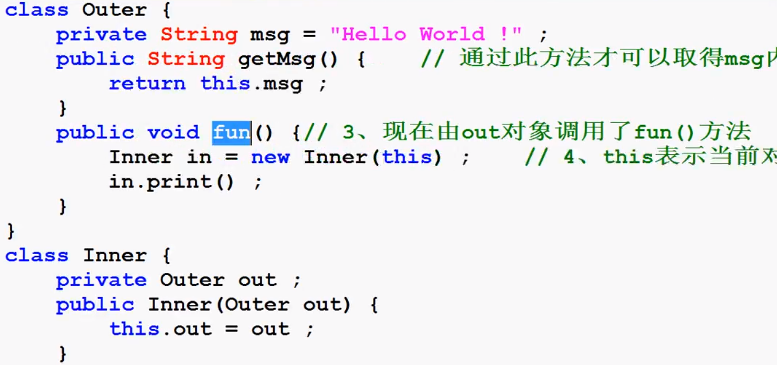 class Outer {
    private String msg = "Hello World !" ;
    public String getMsg() {    // 通过此方法才可以取得msg内
        return this.msg ;
    }
    public void fun() {// 3、现在由out对象调用了fun()方法
        Inner in = new Inner(this) ;    // 4、this表示当前对
        in.print() ;
    }
}
class Inner {
    private Outer out ;
    public Inner(Outer out) {
        this.out = out ;
    }